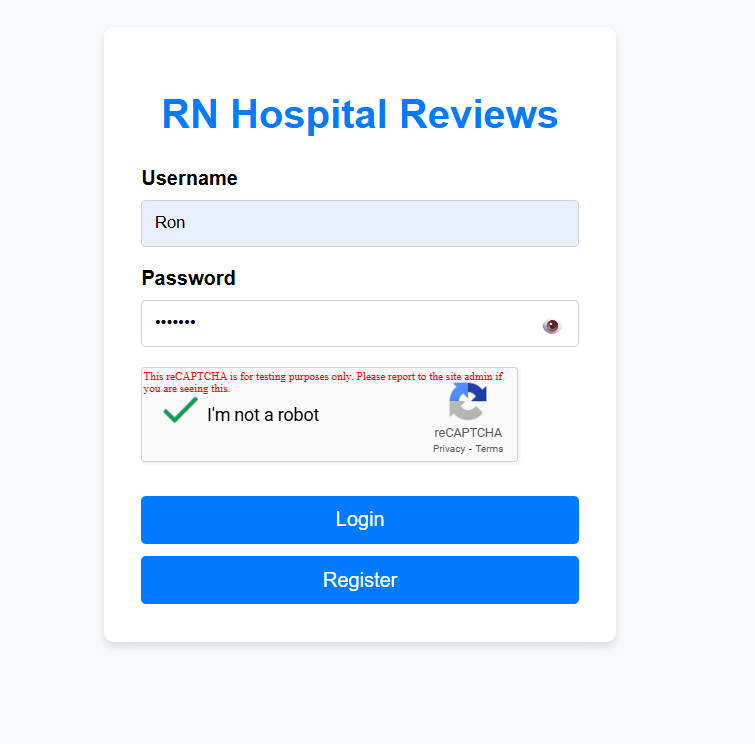 RN Hospital Reviews
Username
Ron
Password
•••••••
This reCAPTCHA is for testing purposes only. Please report to the site admin if
you are seeing this.
I'm not a robot
reCAPTCHA
Privacy - Terms
Login
Register